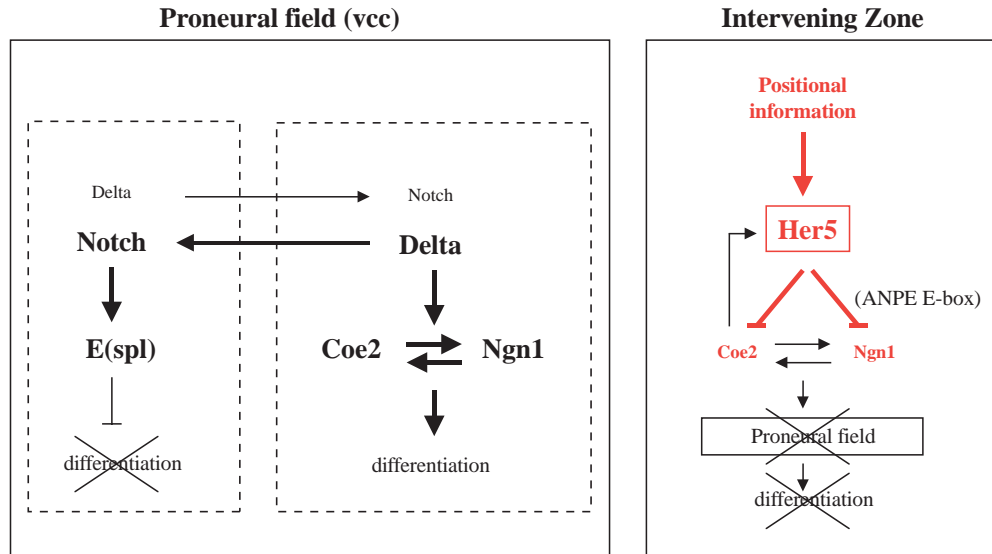 Proneural field (vcc)
Delta
Notch
Notch
Delta
E(spl)
Coe2
Ngn1
differentiation
differentiation
Intervening Zone
Positional
information
Her5
(ANPE E-box)
Coe2
Ngn1
Proneural field
differentiation